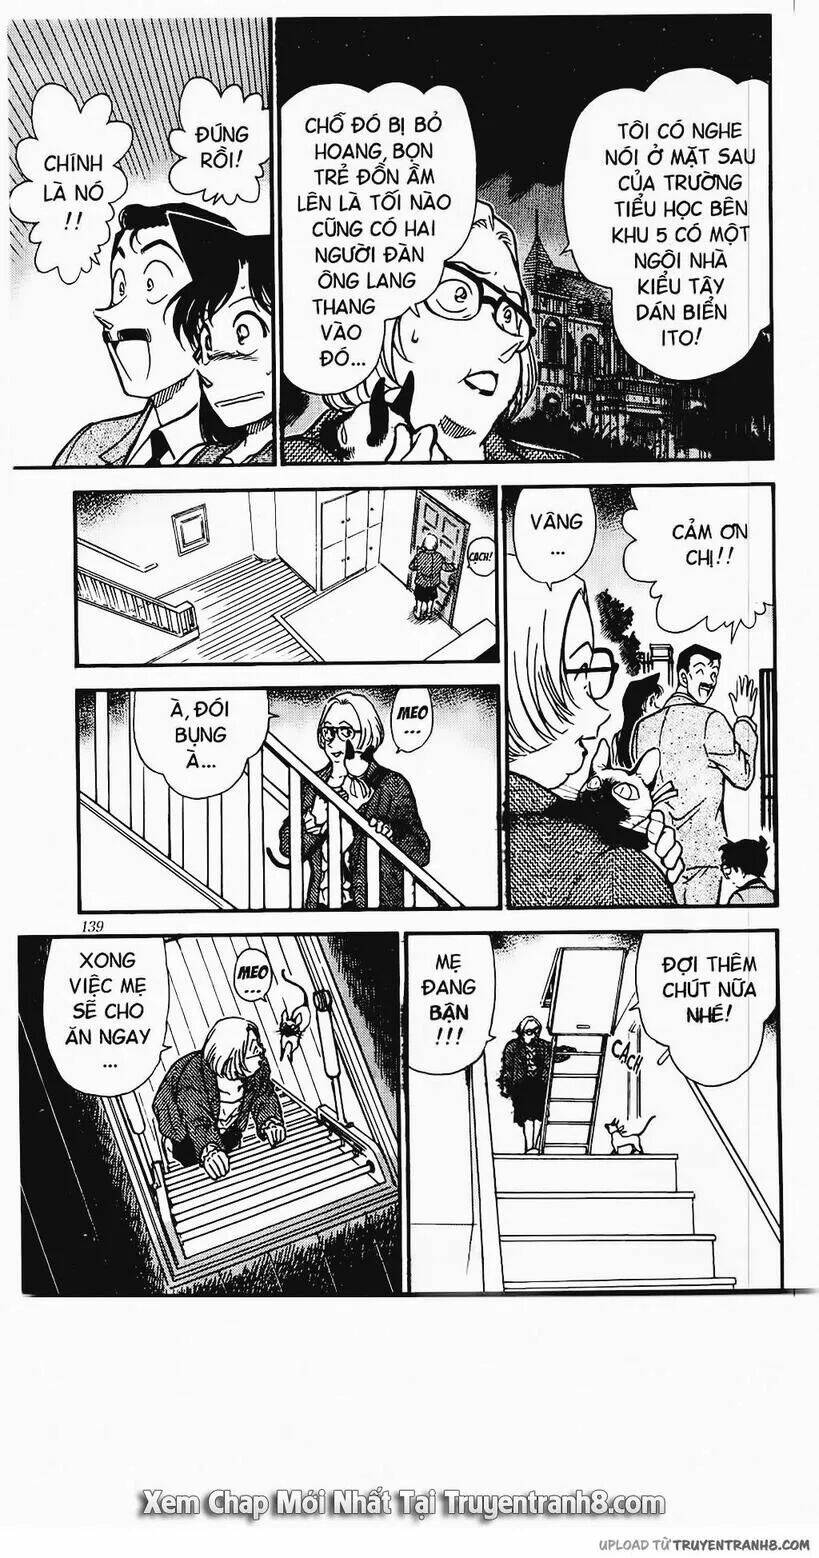 TÔI CÓ NGHE
NÓI Ở MẶT SAU
CỦA TRƯỜNG
TIỂU HỌC BÊN
KHU 5 CÓ MỘT
NGÔI NHÀ
KIỂU TÂY
DÁN BIỂN
ITO!
CHỖ ĐÓ BỊ BỎ
HOANG, BỌN
TRẺ ĐỒN ẦM
LÊN LÀ TỐI NÀO
CŨNG CÓ HAI
NGƯỜI ĐÀN
ÔNG LANG
THANG
VÀO
ĐÓ...
ĐÚNG
RỒI!
CHÍNH
LÀ NÓ
!!
CẢM ƠN
CHỊ!!
VÂNG
...
CẠCH!
MEO
...
À, ĐÓI
BỤNG
À...
139
ĐỢI THÊM
CHÚT NỮA
NHÉ!
CẠCH
MẸ
ĐANG
BẬN
!!!
MEO
...
XONG
VIỆC MẸ
SẼ CHO
ĂN NGAY
...
Xem Chap Mới Nhất Tại Truyentranh8.com
UPLOAD TỪ TRUYENTRANH8.COM